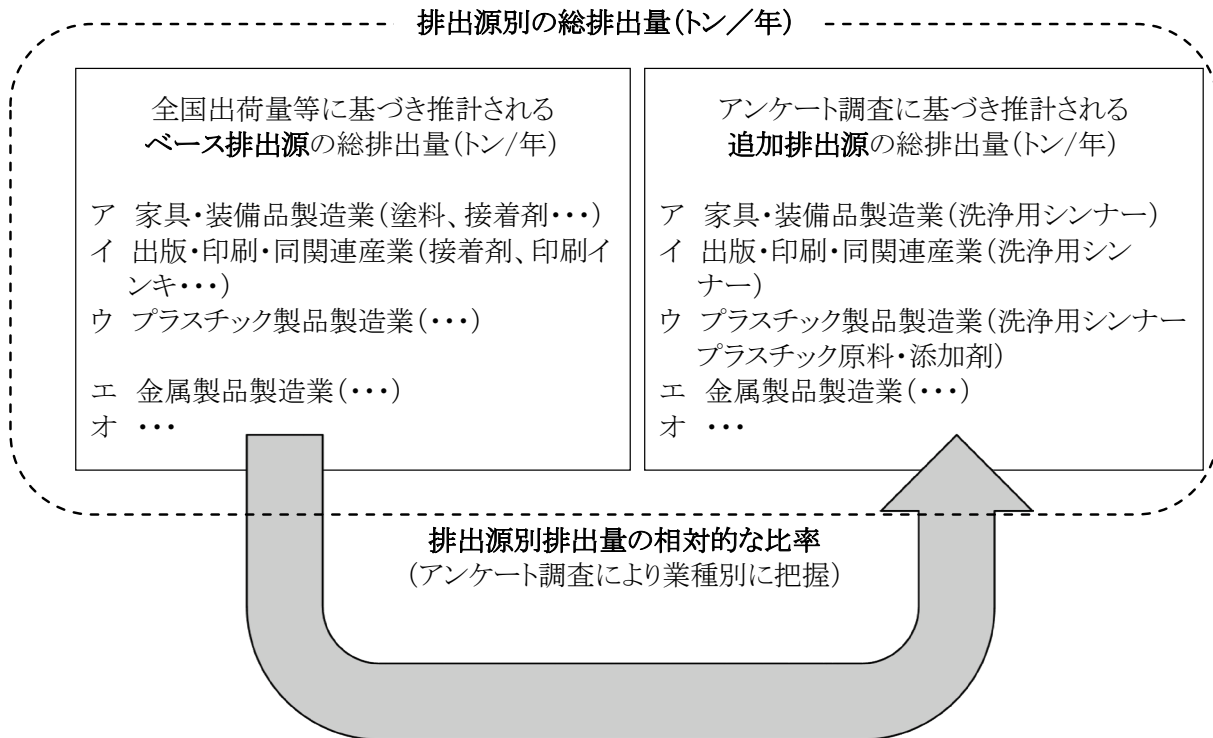 排出源別の総排出量（トン／年）
全国出荷量等に基づき推計される
ベース排出源の総排出量（トン/年）
ア 家具・装備品製造業（塗料、接着剤・・・）
イ 出版・印刷・同関連産業（接着剤、印刷イ
ンキ・・・）
ウ プラスチック製品製造業（・・・）
エ 金属製品製造業（・・・）
オ ・・・
アンケート調査に基づき推計される
追加排出源の総排出量（トン/年）
ア 家具・装備品製造業（洗浄用シンナー）
イ 出版・印刷・同関連産業（洗浄用シン
ナー）
ウ プラスチック製品製造業（洗浄用シンナー
プラスチック原料・添加剤）
エ 金属製品製造業（・・・）
オ ・・・
排出源別排出量の相対的な比率
（アンケート調査により業種別に把握）